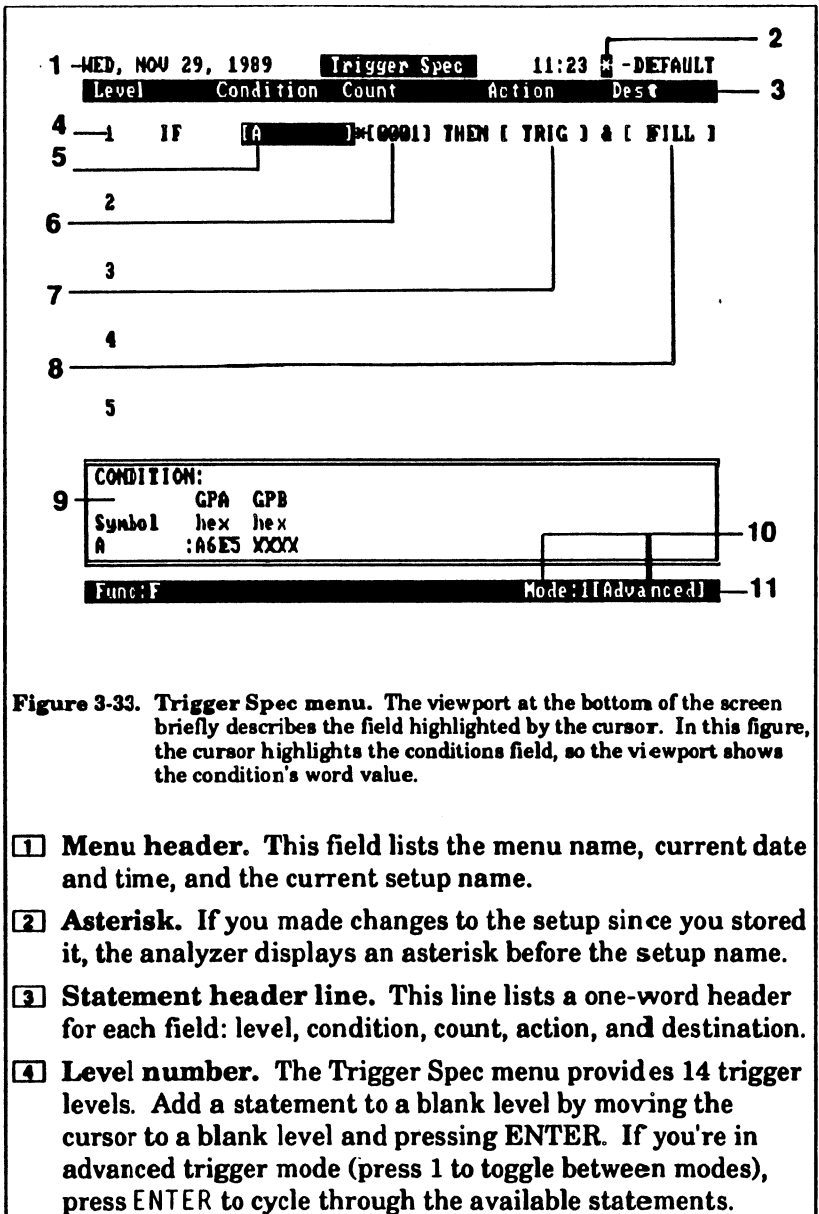 2
1 WED, NOV 29, 1989 Trigger Spec 11:23 * -DEFAULT
Level Condition Count Action Dest 3
4 1 IF [A ]*[0001] THEN [ TRIG ] & [ FILL ]
5
2
6
3
7
4
8
5
CONDITION:
9 GPA GPB
Symbol hex hex
A :A6E5 XXXX 10
Func:F Mode:1[Advanced] 11
Figure 3-33. Trigger Spec menu. The viewport at the bottom of the screen
briefly describes the field highlighted by the cursor. In this figure,
the cursor highlights the conditions field, so the viewport shows
the condition's word value.
1 Menu header. This field lists the menu name, current date
and time, and the current setup name.
2 Asterisk. If you made changes to the setup since you stored
it, the analyzer displays an asterisk before the setup name.
3 Statement header line. This line lists a one-word header
for each field: level, condition, count, action, and destination.
4 Level number. The Trigger Spec menu provides 14 trigger
levels. Add a statement to a blank level by moving the
cursor to a blank level and pressing ENTER. If you're in
advanced trigger mode (press 1 to toggle between modes),
press ENTER to cycle through the available statements.